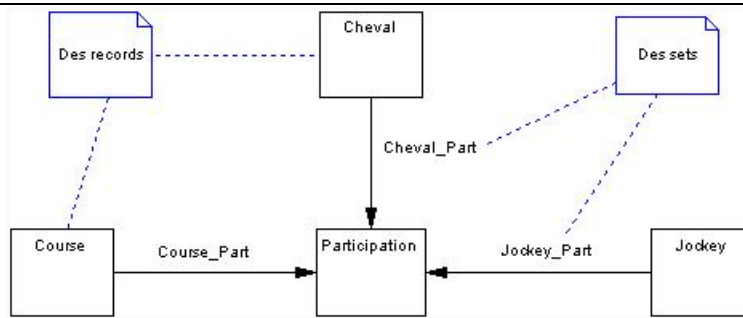 Cheval
Des records
Des sets
Cheval_Part
Course
Course_Part
Participation
Jockey_Part
Jockey